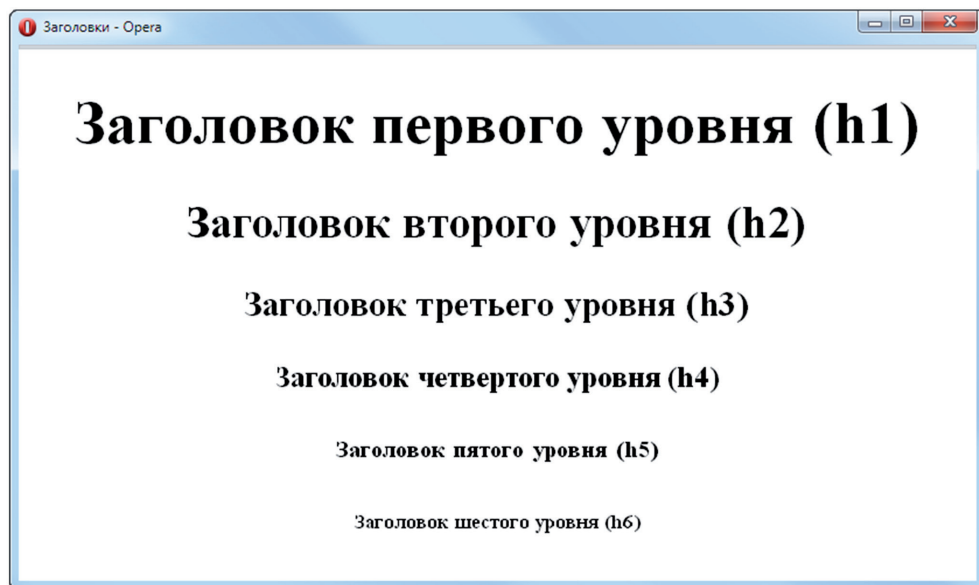 Заголовки - Opera
Заголовок первого уровня (h1)
Заголовок второго уровня (h2)
Заголовок третьего уровня (h3)
Заголовок четвертого уровня (h4)
Заголовок пятого уровня (h5)
Заголовок шестого уровня (h6)